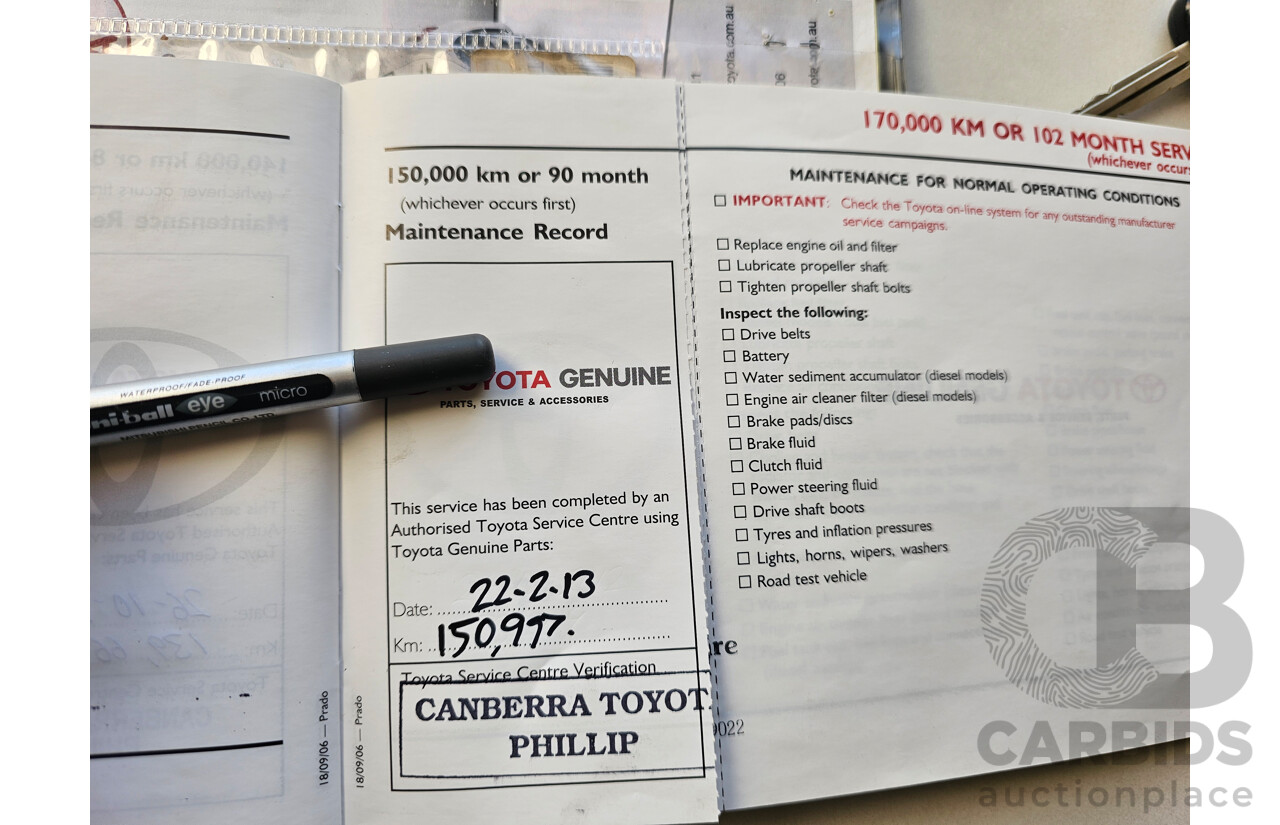 150,000 km or 90 month
(whichever occurs first)
Maintenance Record
TOYOTA GENUINE
PARTS, SERVICE & ACCESSORIES
This service has been completed by an
Authorised Toyota Service Centre using
Toyota Genuine Parts:
Date: 22-2-13
Km:
Toyota Service Centre Verification
CANBERRA TOYOT
PHILLIP
18/09/06 — Prado
18/09/06 — Prado
WATERPROOF/FADE-PROOF
ni-ball eye micro
MITSUBISHI PENCIL CO. LTD
170,000 KM OR 102 MONTH SERV
(whichever occurs
MAINTENANCE FOR NORMAL OPERATING CONDITIONS
IMPORTANT: Check the Toyota on-line system for any outstanding manufacturer
service campaigns.
Replace engine oil and filter
Lubricate propeller shaft
Tighten propeller shaft bolts
Inspect the following:
Drive belts
Battery
Water sediment accumulator (diesel models)
Engine air cleaner filter (diesel models)
Brake pads/discs
Brake fluid
Clutch fluid
Power steering fluid
Drive shaft boots
Tyres and inflation pressures
Lights, horns, wipers, washers
Road test vehicle
re
CARBIDS
auctionplace